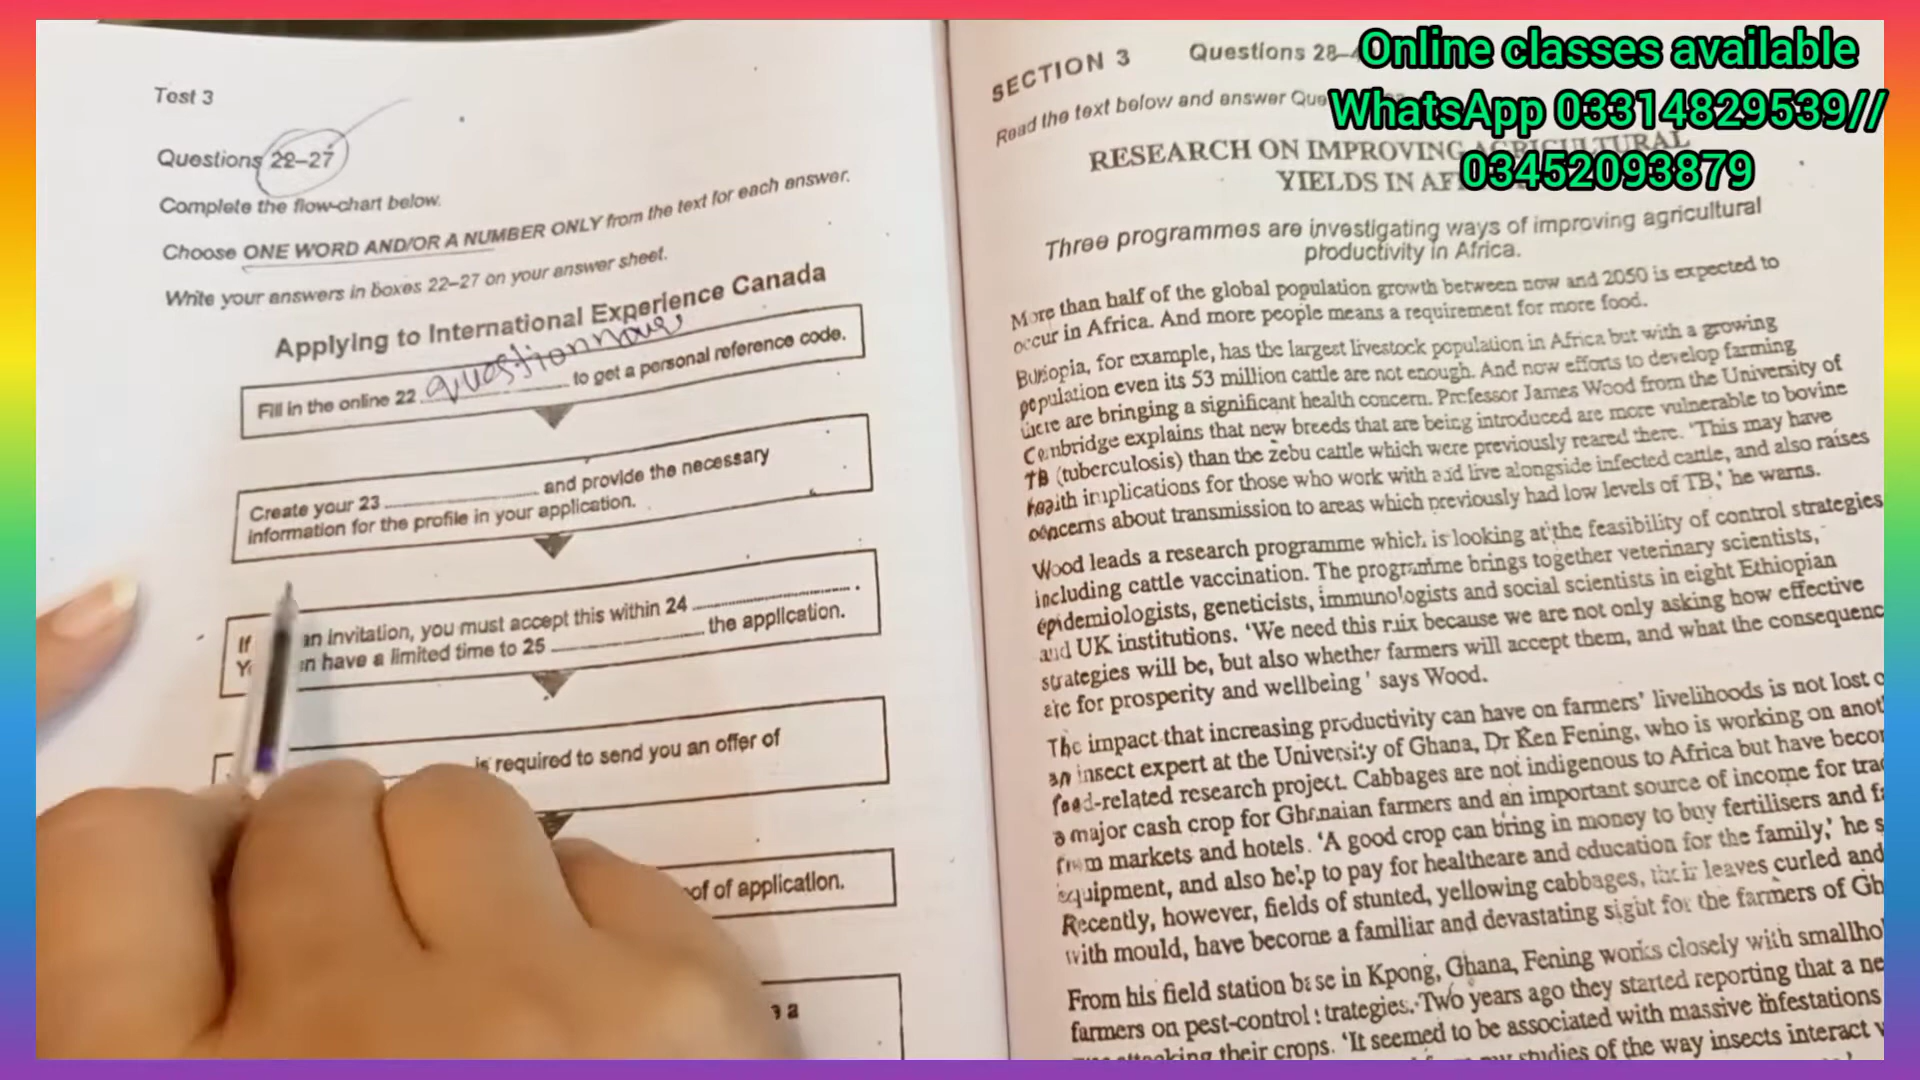 Online classes available
WhatsApp 03314829539//
03452093879
Test 3
Questions 22–27
Complete the flow-chart below.
Choose ONE WORD AND/OR A NUMBER ONLY from the text for each answer.
Write your answers in boxes 22–27 on your answer sheet.
Applying to International Experience Canada
Fill in the online 22 questionnaire to get a personal reference code.
Create your 23 and provide the necessary
information for the profile in your application.
If an invitation, you must accept this within 24 .
have a limited time to 25 the application.
is required to send you an offer of
of application.
a
SECTION 3 Questions 28–4
Read the text below and answer
RESEARCH ON IMPROVING AGRICULTURAL
YIELDS IN
Three programmes are investigating ways of improving agricultural
productivity in Africa.
More than half of the global population growth between now and 2050 is expected to
occur in Africa. And more people means a requirement for more food.
for example, has the largest livestock population in Africa but with a growing
population even its 53 million cattle are not enough. And now efforts to develop farming
there are bringing a significant health concern. Professor James Wood from the University of
Cambridge explains that new breeds that are being introduced are more vulnerable to bovine
TB (tuberculosis) than the zebu cattle which were previously reared there. 'This may have
health implications for those who work with and live alongside infected cattle, and also raises
concerns about transmission to areas which previously had low levels of TB,' he warns.
Wood leads a research programme which is looking at the feasibility of control strategies
including cattle vaccination. The programme brings together veterinary scientists,
epidemiologists, geneticists, immunologists and social scientists in eight Ethiopian
and UK institutions. 'We need this mix because we are not only asking how effective
strategies will be, but also whether farmers will accept them, and what the consequenc
are for prosperity and wellbeing' says Wood.
The impact that increasing productivity can have on farmers' livelihoods is not lost o
an insect expert at the University of Ghana, Dr Ken Fening, who is working on anot
food-related research project. Cabbages are not indigenous to Africa but have becor
a major cash crop for Ghanaian farmers and an important source of income for trad
from markets and hotels. 'A good crop can bring in money to buy fertilisers and fa
equipment, and also help to pay for healthcare and education for the family,' he s
Recently, however, fields of stunted, yellowing cabbages, their leaves curled and
with mould, have become a familiar and devastating sight for the farmers of Gh
From his field station base in Kpong, Ghana, Fening works closely with smallho
farmers on pest-control strategies. Two years ago they started reporting that a ne
attacking their crops. 'It seemed to be associated with massive infestations
studies of the way insects interact